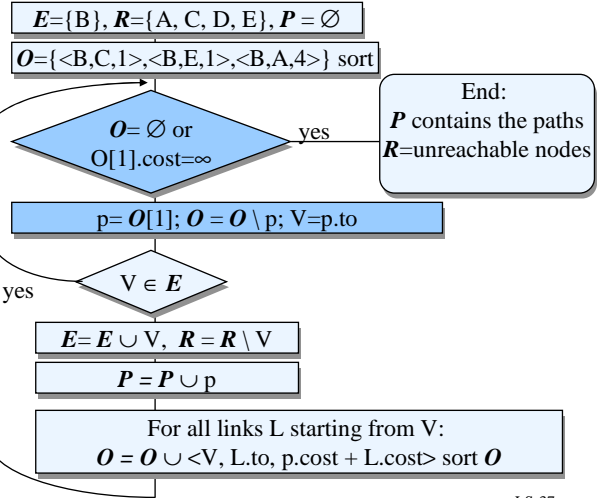 E={B}, R={A, C, D, E}, P = ∅
O={<B,C,1>,<B,E,1>,<B,A,4>} sort
O= ∅ or
O[1].cost=∞
yes
End:
P contains the paths
R=unreachable nodes
p= O[1]; O = O \ p; V=p.to
V ∈ E
yes
E= E ∪ V, R = R \ V
P = P ∪ p
For all links L starting from V:
O = O ∪ <V, L.to, p.cost + L.cost> sort O